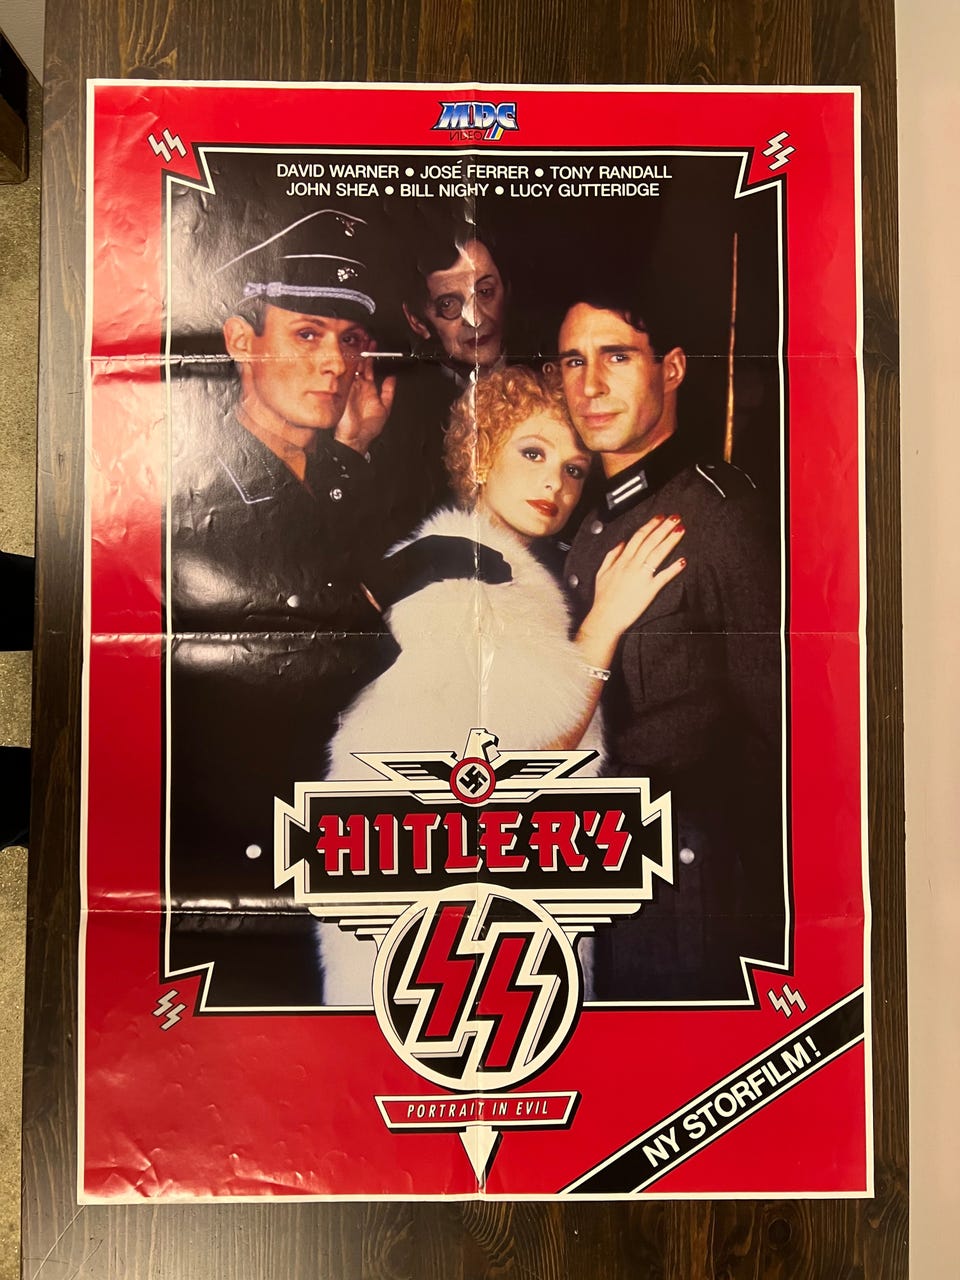 MDC
VIDEO
DAVID WARNER • JOSÉ FERRER • TONY RANDALL
JOHN SHEA • BILL NIGHY • LUCY GUTTERIDGE
HITLER'S
SS
PORTRAIT IN EVIL
NY STORFILM!